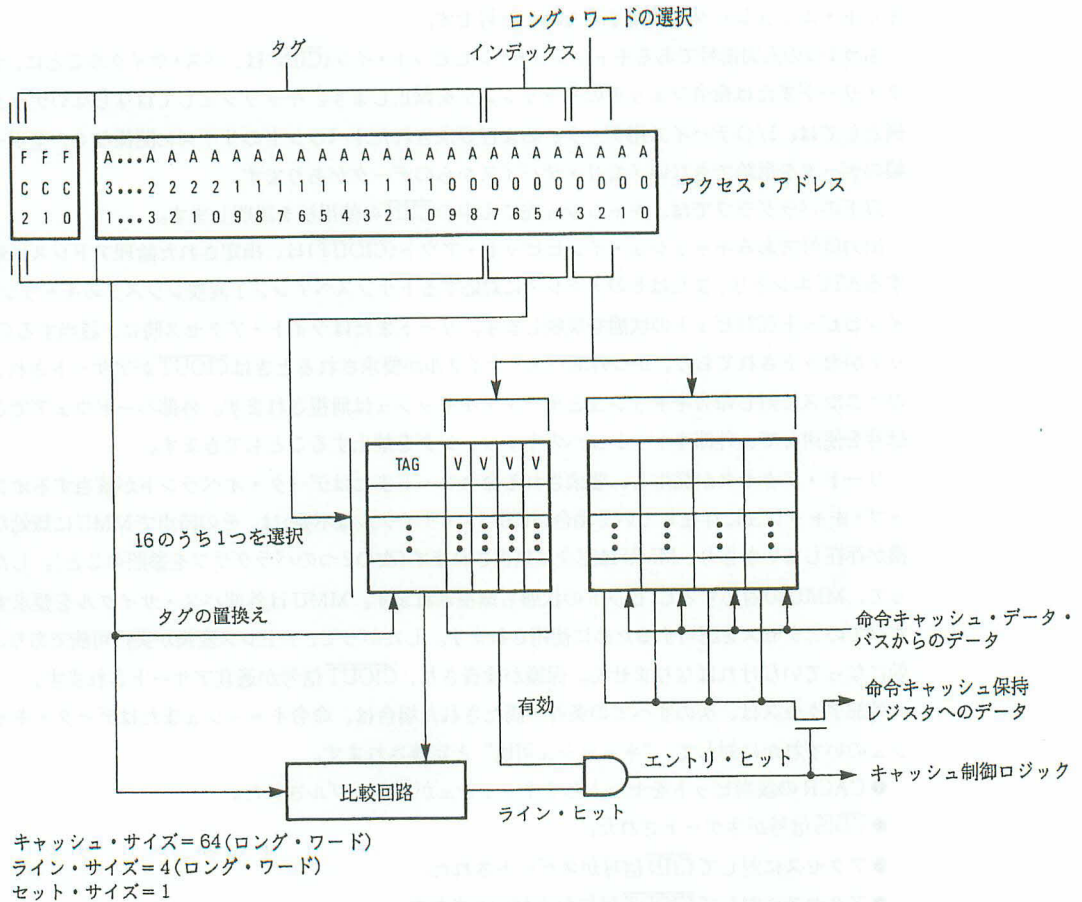 ロング・ワードの選択
タグ
インデックス
F F F A...A A A A A A A A A A A A A A A A A A A A A A A
C C C 3...2 2 2 2 1 1 1 1 1 1 1 1 1 1 0 0 0 0 0 0 0 0 0 0
2 1 0 1...3 2 1 0 9 8 7 6 5 4 3 2 1 0 9 8 7 6 5 4 3 2 1 0
アクセス・アドレス
TAG V V V V
16のうち1つを選択
タグの置換え
命令キャッシュ・データ・
バスからのデータ
有効
命令キャッシュ保持
レジスタへのデータ
エントリ・ヒット
キャッシュ制御ロジック
比較回路
ライン・ヒット
キャッシュ・サイズ=64(ロング・ワード)
ライン・サイズ=4(ロング・ワード)
セット・サイズ=1